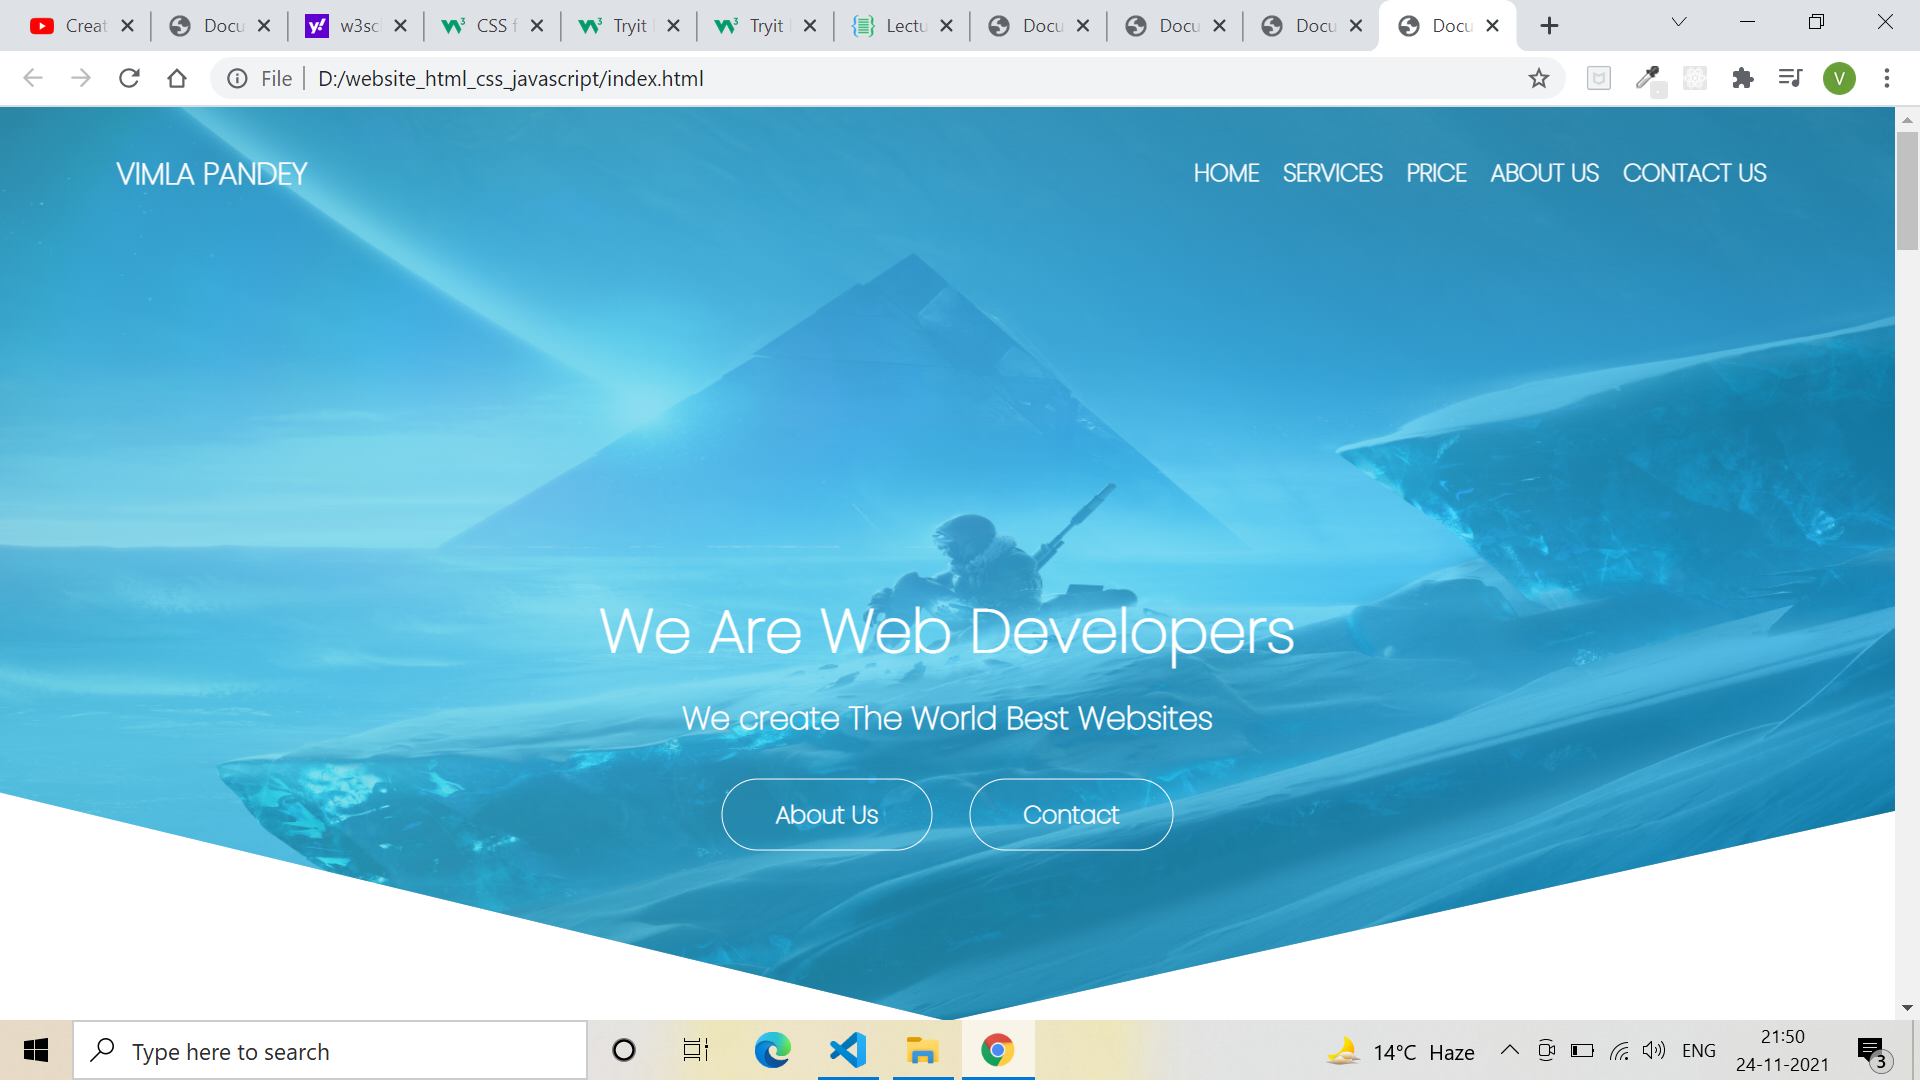 Creat Docu w3sc CSS f Tryit Tryit Lectu Docu Docu Docu Docu
File D:/website_html_css_javascript/index.html V
VIMLA PANDEY HOME SERVICES PRICE ABOUT US CONTACT US
We Are Web Developers
We create The World Best Websites
About Us Contact
Type here to search 14°C Haze ENG 21:50
24-11-2021 3